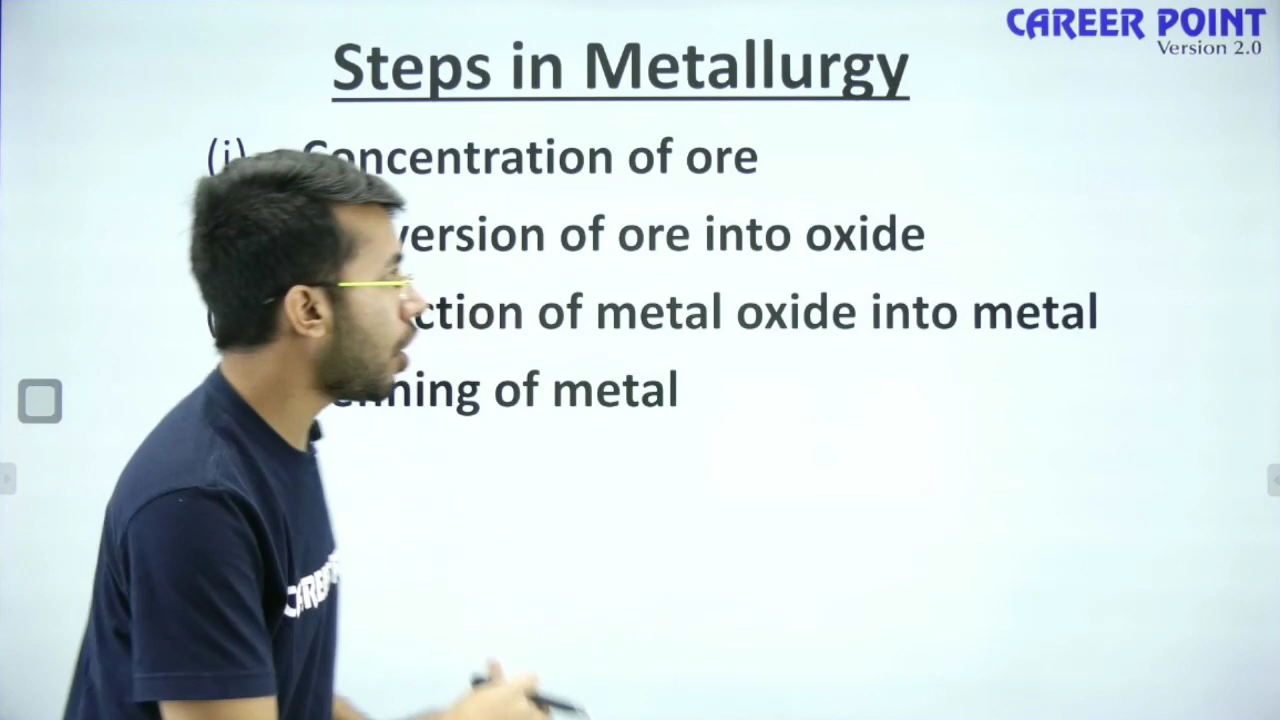 CAREER POINT
Version 2.0
Steps in Metallurgy
(i) Concentration of ore
version of ore into oxide
ction of metal oxide into metal
of metal